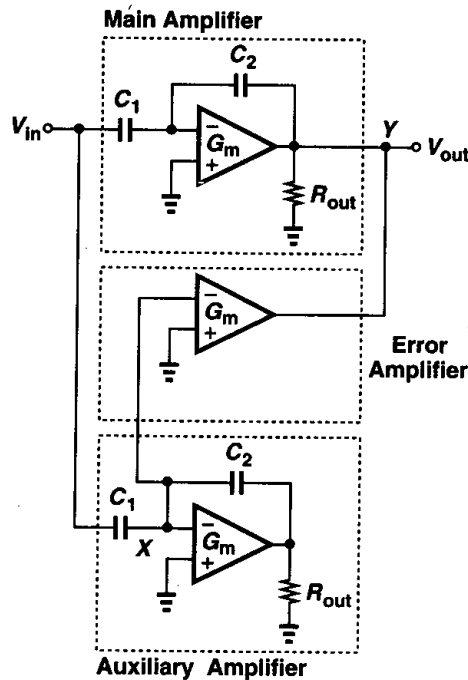 Main Amplifier
C2
C1
Vin
−
Gm
+
Y
Vout
Rout
−
Gm
+
Error
Amplifier
C2
C1
X
−
Gm
+
Rout
Auxiliary Amplifier